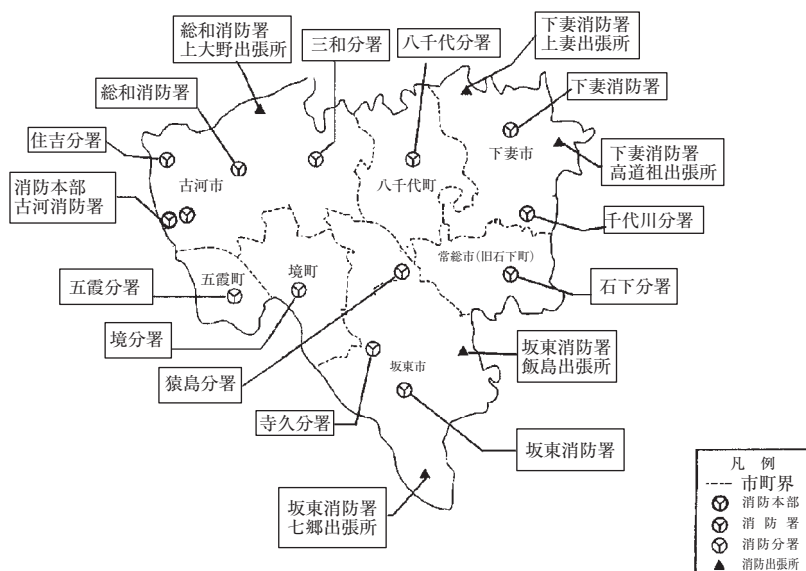 総和消防署
上大野出張所
三和分署
八千代分署
下妻消防署
上妻出張所
総和消防署
下妻消防署
住吉分署
下妻市
下妻消防署
高道祖出張所
古河市
八千代町
消防本部
古河消防署
千代川分署
常総市(旧石下町)
五霞町
境町
五霞分署
石下分署
境分署
坂東消防署
飯島出張所
猿島分署
坂東市
寺久分署
坂東消防署
坂東消防署
七郷出張所
凡 例
市町界
消防本部
消 防 署
消防分署
消防出張所